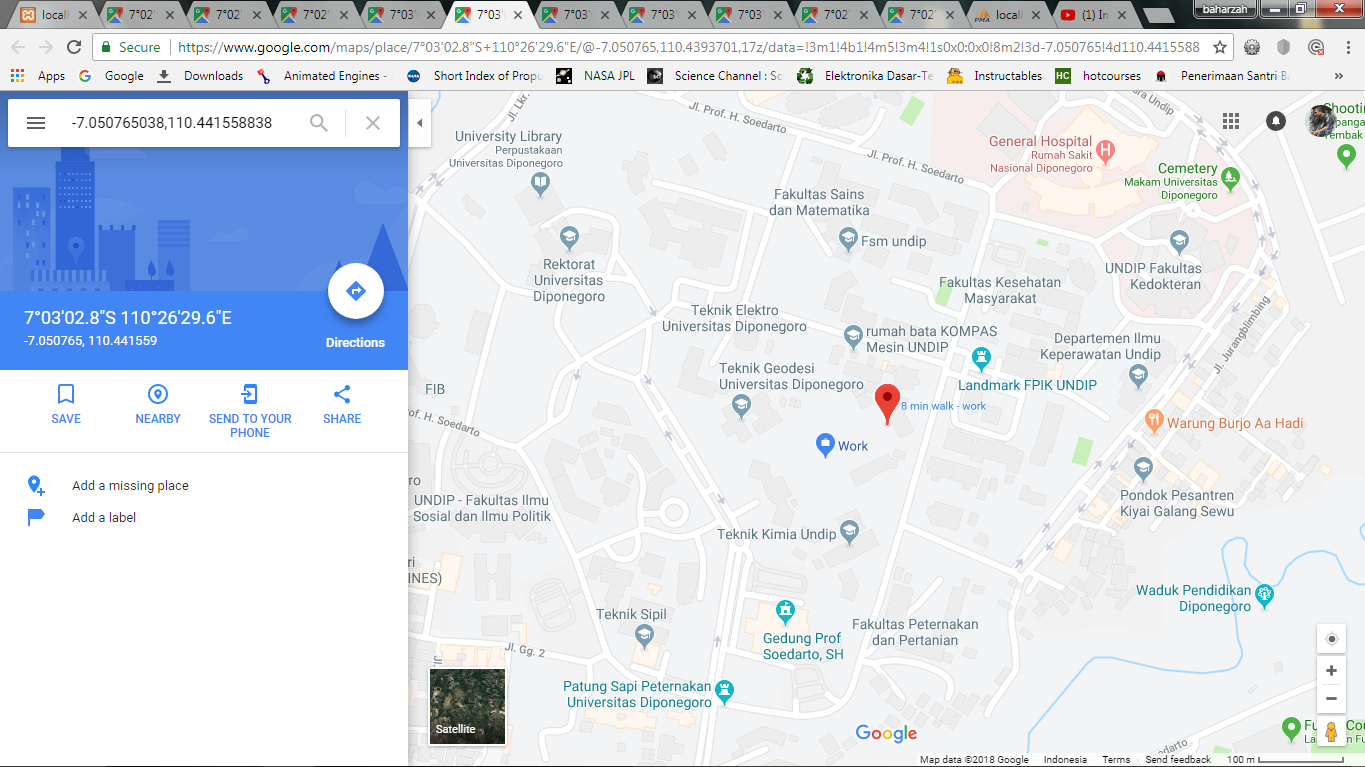 locall
7°02'
7°02'
7°02'
7°03'
7°03'
7°03'
7°03'
7°03'
7°02'
7°02'
locall
(1) In
baharzah
Secure
https://www.google.com/maps/place/7°03'02.8"S+110°26'29.6"E/@-7.050765,110.4393701,17z/data=!3m1!4b1!4m5!3m4!1s0x0:0x0!8m2!3d-7.050765!4d110.4415588
Apps Google Downloads Animated Engines - Short Index of Propu NASA JPL Science Channel : Sc Elektronika Dasar-Te Instructables HC hotcourses Penerimaan Santri Ba »
-7.050765038,110.441558838
7°03'02.8"S 110°26'29.6"E
-7.050765, 110.441559
Directions
SAVE
NEARBY
SEND TO YOUR
PHONE
SHARE
Add a missing place
Add a label
Jl. Lkr.
Jl. Prof. H. Soedarto
Jl. Prof. H. Soedarto
University Library
Perpustakaan
Universitas Diponegoro
General Hospital
Rumah Sakit
Nasional Diponegoro
H
Shootin
Tembak
Cemetery
Makam Universitas
Diponegoro
Fakultas Sains
dan Matematika
Fsm undip
Rektorat
Universitas
Diponegoro
UNDIP Fakultas
Kedokteran
Fakultas Kesehatan
Masyarakat
Teknik Elektro
Universitas Diponegoro
rumah bata KOMPAS
Mesin UNDIP
Departemen Ilmu
Keperawatan Undip
Jl. Jurangblimbing
Teknik Geodesi
Universitas Diponegoro
Landmark FPIK UNDIP
FIB
8 min walk - work
Work
Prof. H. Soedarto
Warung Burjo Aa Hadi
UNDIP - Fakultas Ilmu
Sosial dan Ilmu Politik
Pondok Pesantren
Kiyai Galang Sewu
Teknik Kimia Undip
INES)
Waduk Pendidikan
Diponegoro
Teknik Sipil
Gedung Prof
Soedarto, SH
Fakultas Peternakan
dan Pertanian
Jl. Gg. 2
Patung Sapi Peternakan
Universitas Diponegoro
Satellite
Google
Soedarto
Map data ©2018 Google Indonesia Terms Send feedback 100 m